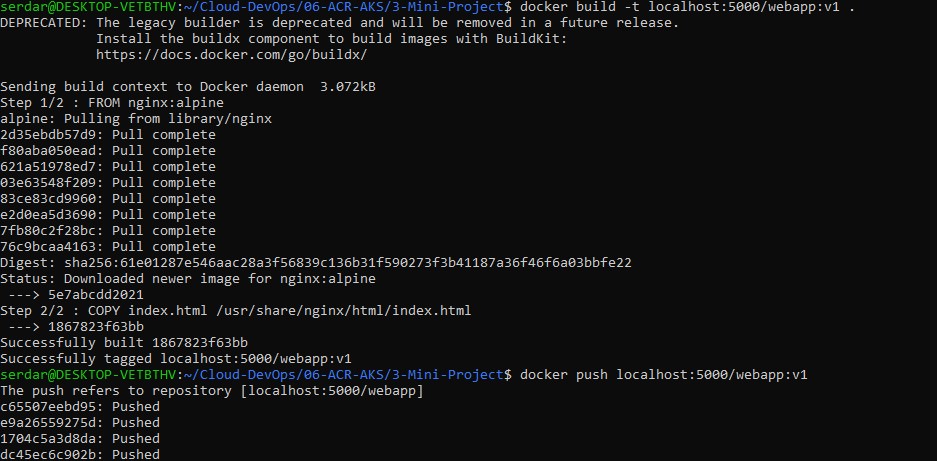 serdar@DESKTOP-VETBTHV:~/Cloud-DevOps/06-ACR-AKS/3-Mini-Project$ docker build -t localhost:5000/webapp:v1 .
DEPRECATED: The legacy builder is deprecated and will be removed in a future release.
            Install the buildx component to build images with BuildKit:
            https://docs.docker.com/go/buildx/

Sending build context to Docker daemon  3.072kB
Step 1/2 : FROM nginx:alpine
alpine: Pulling from library/nginx
2d35ebdb57d9: Pull complete
f80aba050ead: Pull complete
621a51978ed7: Pull complete
03e63548f209: Pull complete
83ce83cd9960: Pull complete
e2d0ea5d3690: Pull complete
7fb80c2f28bc: Pull complete
76c9bcaa4163: Pull complete
Digest: sha256:61e01287e546aac28a3f56839c136b31f590273f3b41187a36f46f6a03bbfe22
Status: Downloaded newer image for nginx:alpine
 ---> 5e7abcdd2021
Step 2/2 : COPY index.html /usr/share/nginx/html/index.html
 ---> 1867823f63bb
Successfully built 1867823f63bb
Successfully tagged localhost:5000/webapp:v1
serdar@DESKTOP-VETBTHV:~/Cloud-DevOps/06-ACR-AKS/3-Mini-Project$ docker push localhost:5000/webapp:v1
The push refers to repository [localhost:5000/webapp]
c65507eebd95: Pushed
e9a26559275d: Pushed
1704c5a3d8da: Pushed
dc45ec6c902b: Pushed